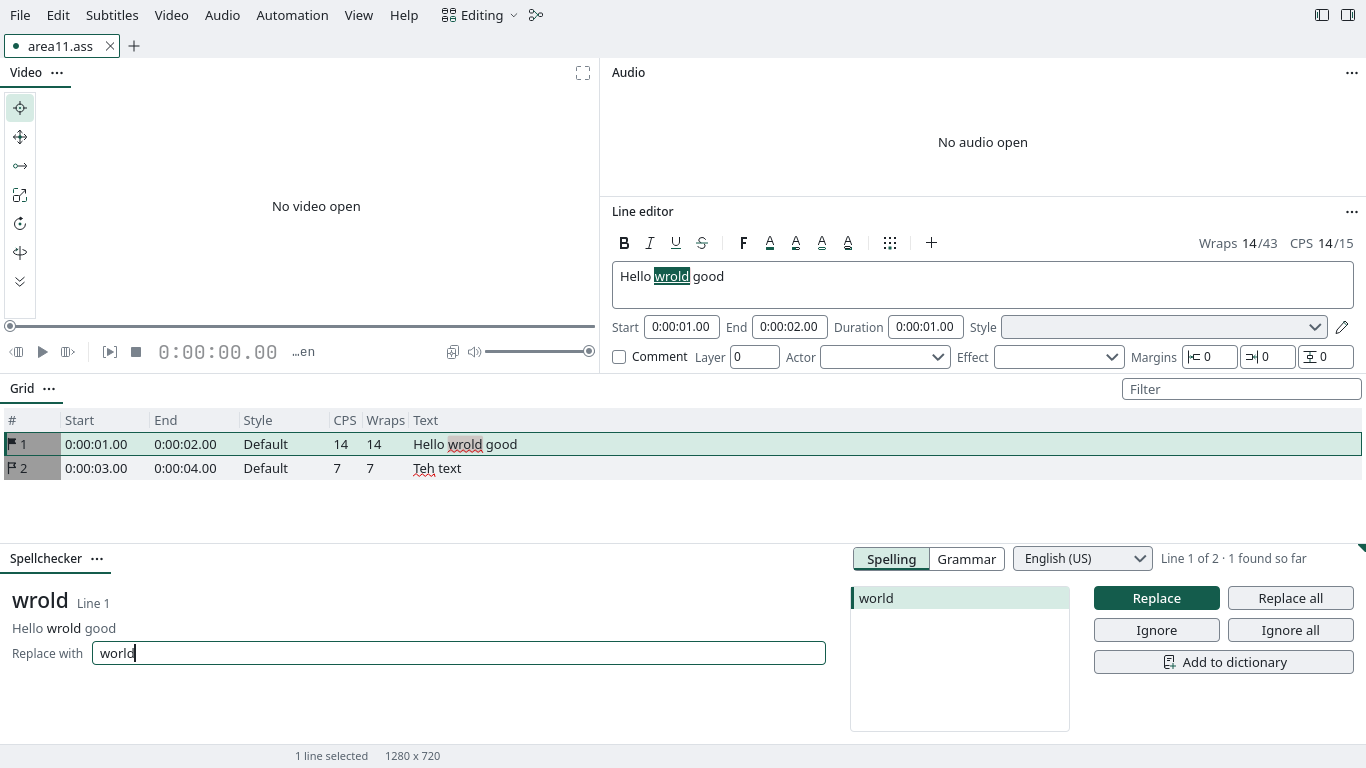 File Edit Subtitles Video Audio Automation View Help Editing
area11.ass
Video
Audio
No video open
No audio open
Line editor
B I U S F A A A A Wraps 14/43 CPS 14/15
Hello wrold good
Start 0:00:01.00 End 0:00:02.00 Duration 0:00:01.00 Style
0:00:00.00 …en
Comment Layer 0 Actor Effect Margins 0 0 0
Grid
Filter
# Start End Style CPS Wraps Text
1 0:00:01.00 0:00:02.00 Default 14 14 Hello wrold good
2 0:00:03.00 0:00:04.00 Default 7 7 Teh text
Spellchecker
Spelling Grammar English (US) Line 1 of 2 · 1 found so far
wrold Line 1
Hello wrold good
Replace with world
world
Replace Replace all
Ignore Ignore all
Add to dictionary
1 line selected 1280 x 720